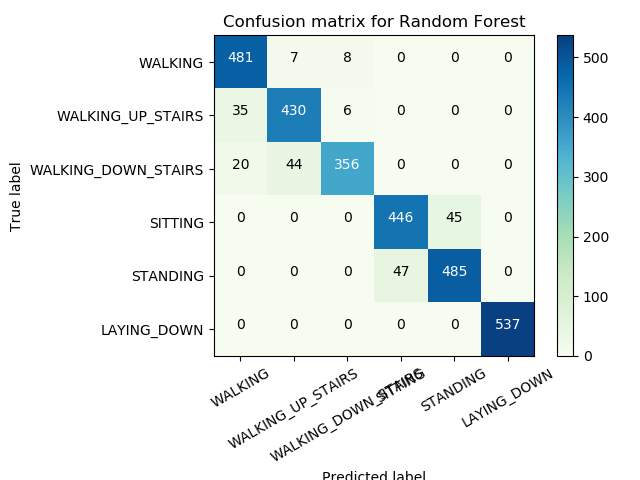 Confusion matrix for Random Forest
True label
WALKING 481 7 8 0 0 0
WALKING_UP_STAIRS 35 430 6 0 0 0
WALKING_DOWN_STAIRS 20 44 356 0 0 0
SITTING 0 0 0 446 45 0
STANDING 0 0 0 47 485 0
LAYING_DOWN 0 0 0 0 0 537
500
400
300
200
100
0
WALKING
WALKING_UP_STAIRS
WALKING_DOWN_STAIRS
SITTING
STANDING
LAYING_DOWN
Predicted label